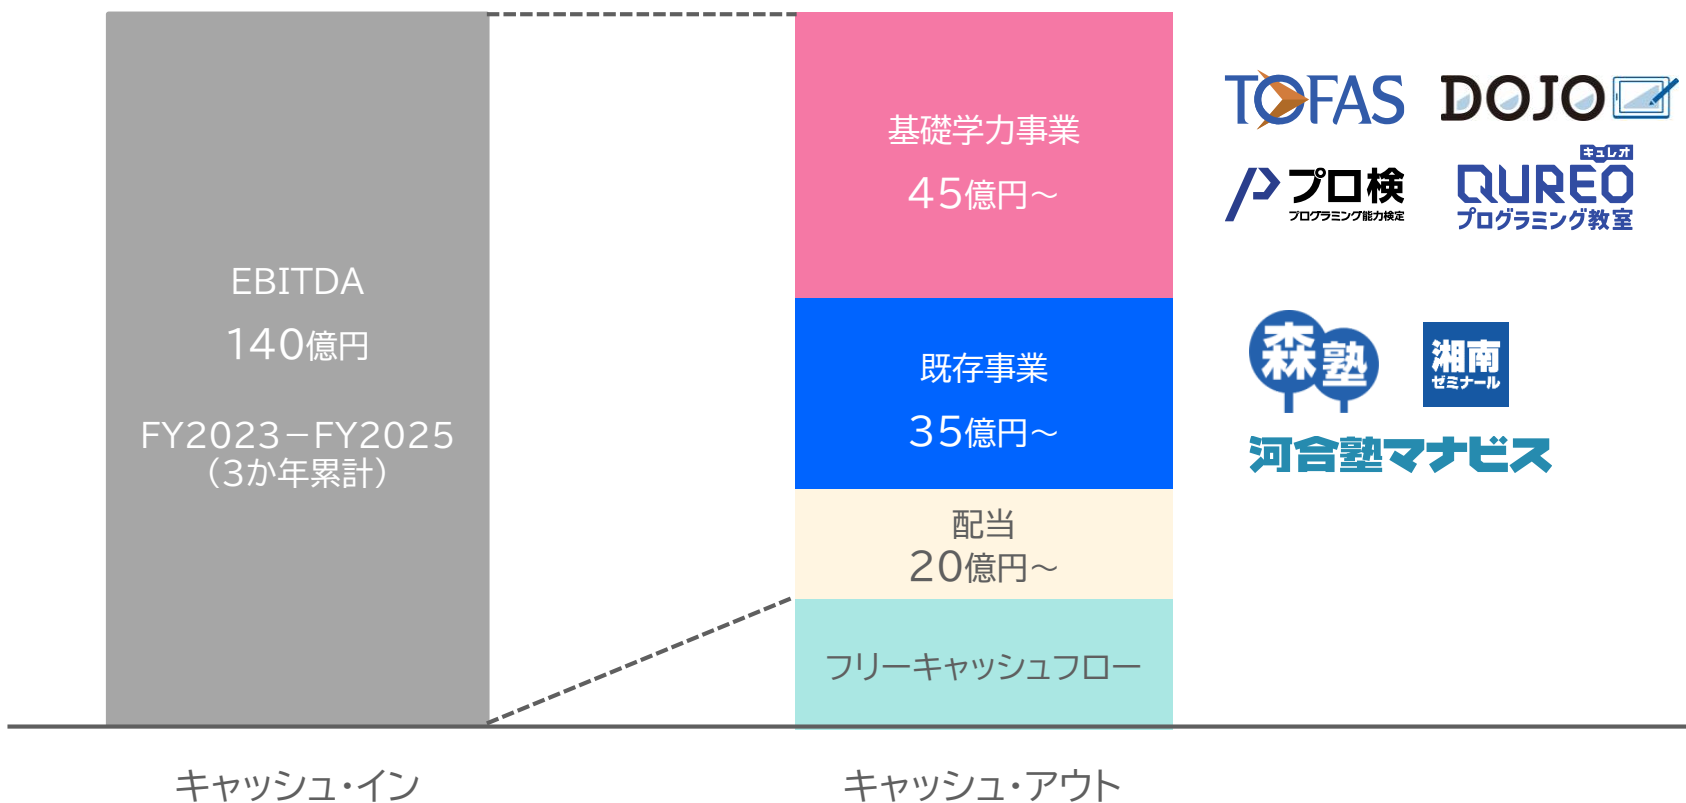 EBITDA
140億円
FY2023－FY2025
（3か年累計）
キャッシュ・イン
基礎学力事業
45億円～
既存事業
35億円～
配当
20億円～
フリーキャッシュフロー
キャッシュ・アウト
TOFAS
DOJO
プロ検
プログラミング能力検定
キュレオ
QUREO
プログラミング教室
森塾
湘南
ゼミナール
河合塾マナビス